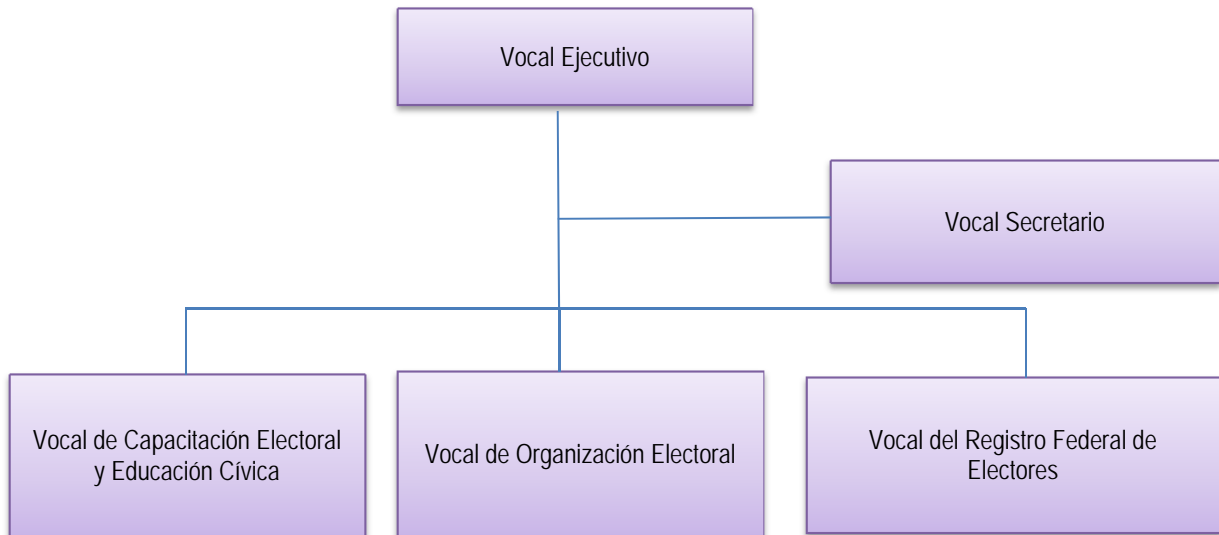 Vocal Ejecutivo
Vocal Secretario
Vocal de Capacitación Electoral
y Educación Cívica
Vocal de Organización Electoral
Vocal del Registro Federal de
Electores